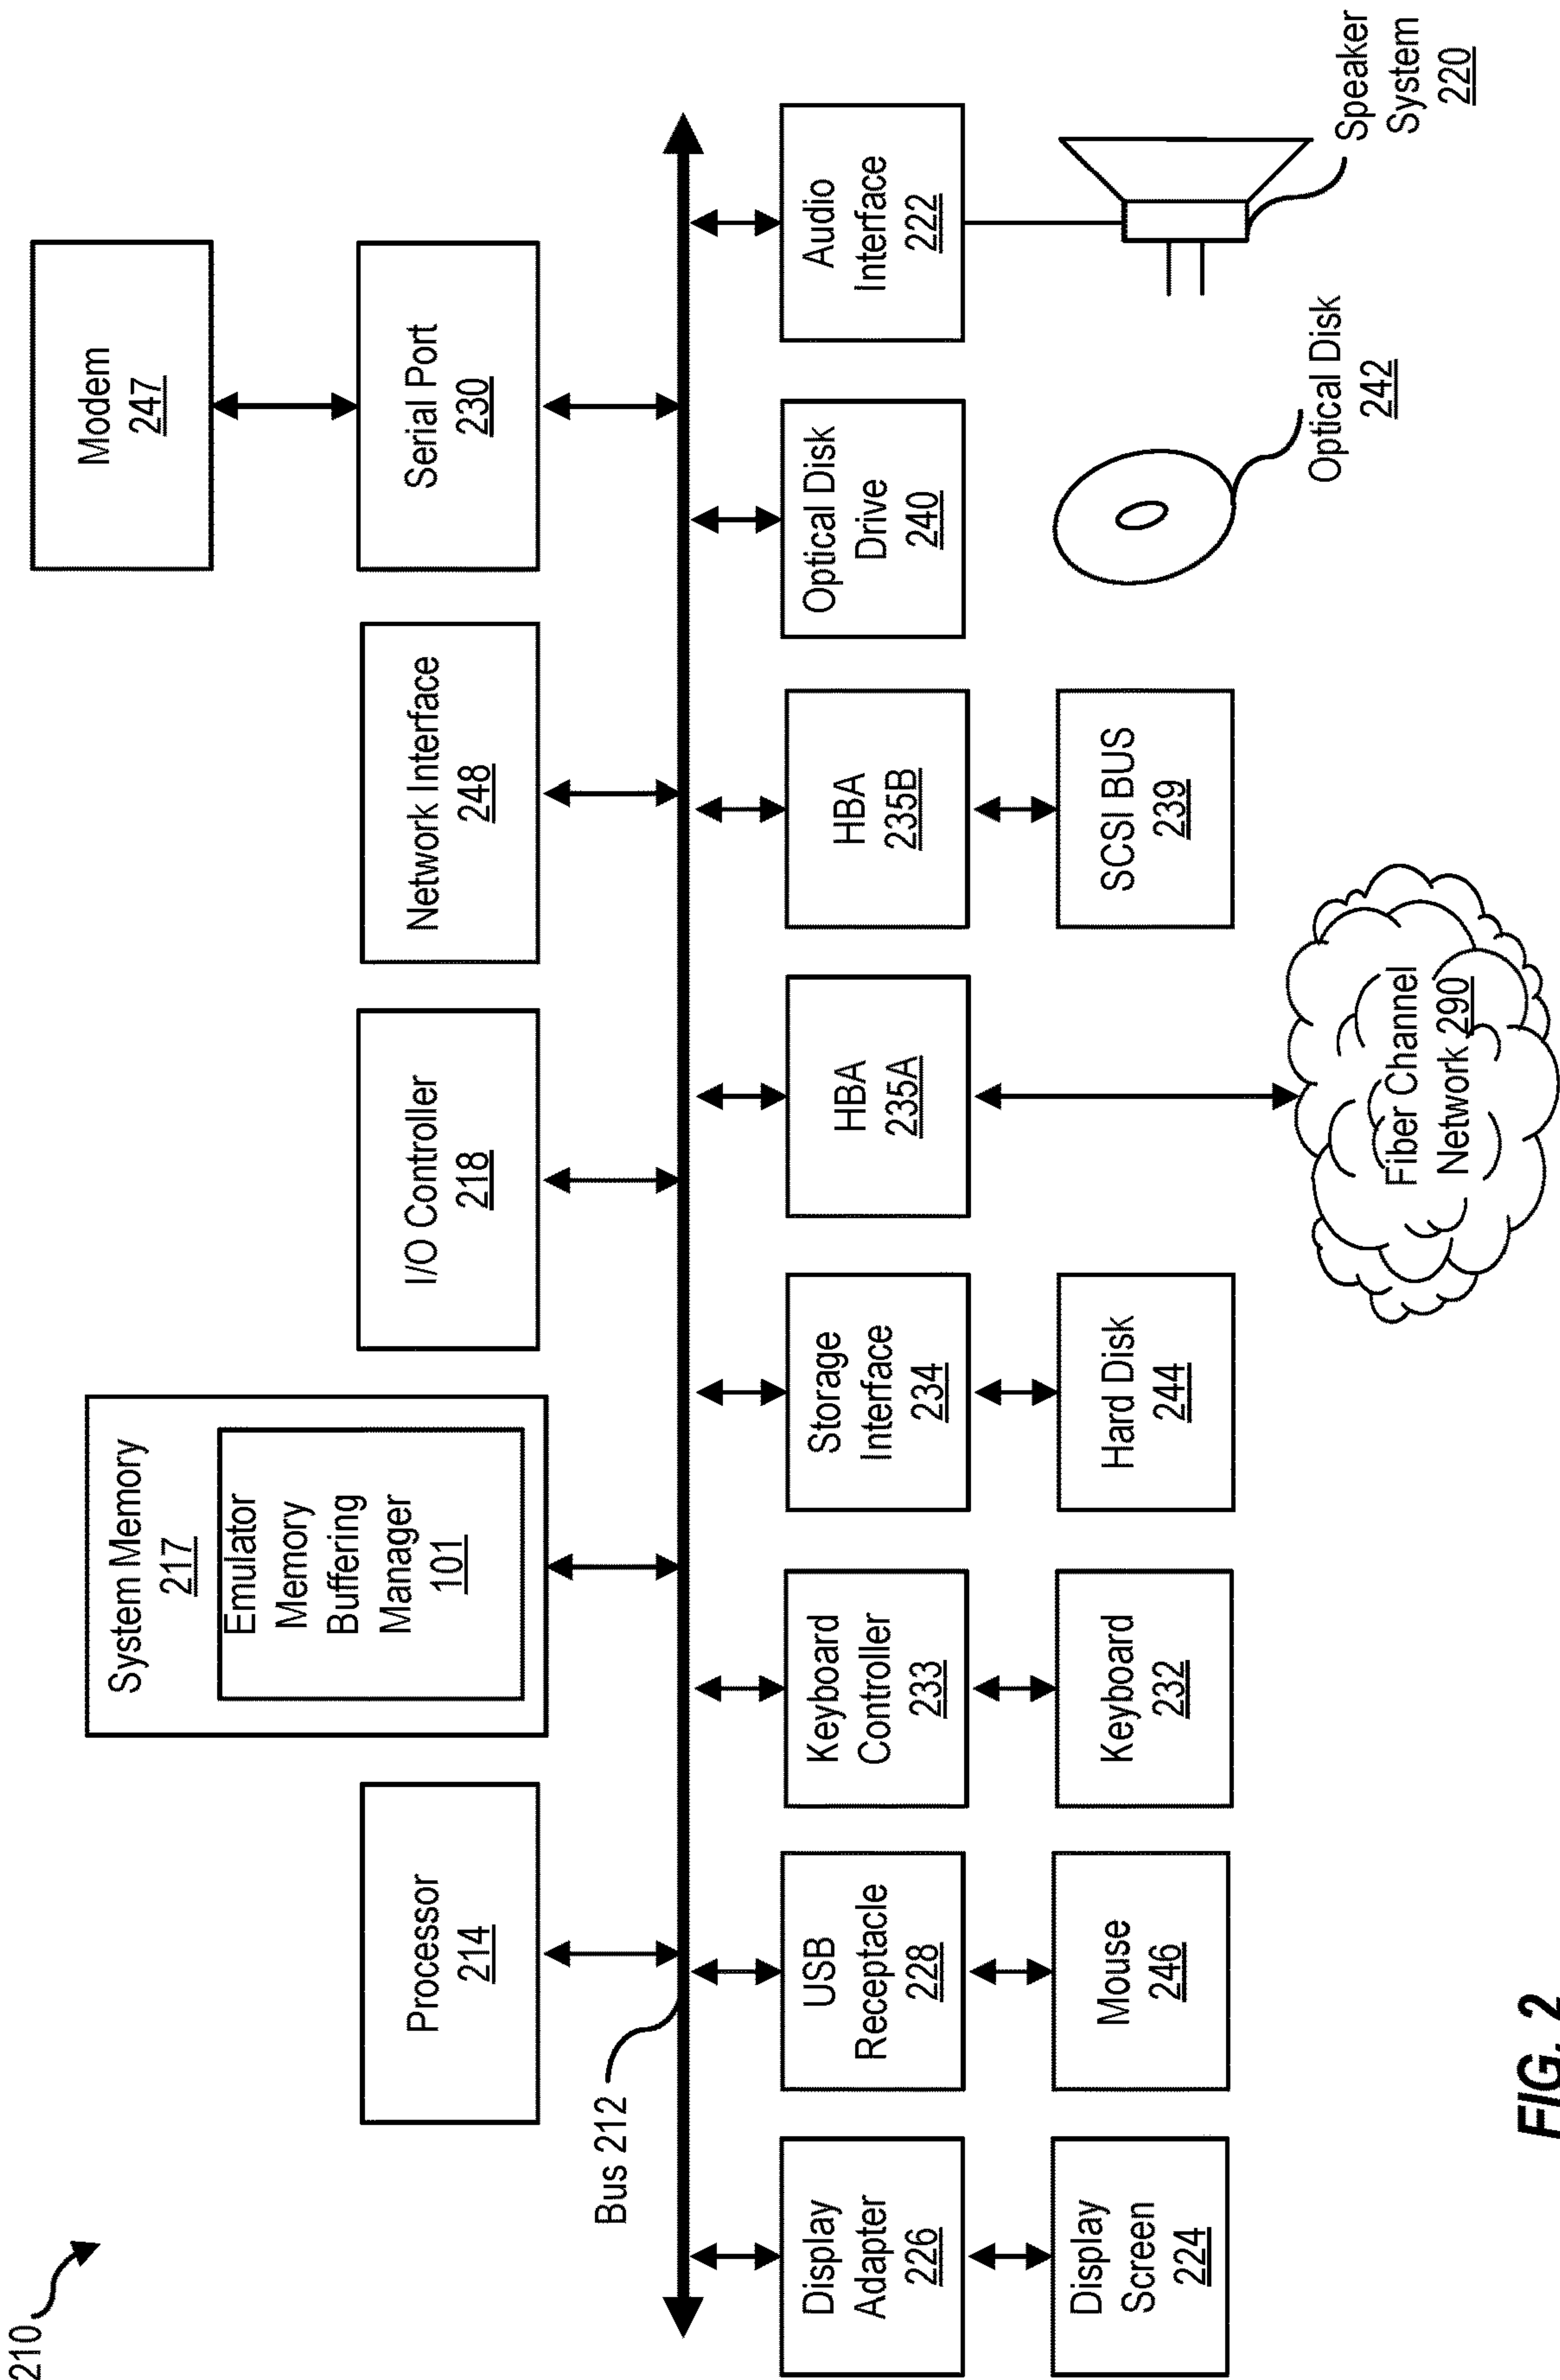 210
Modem
247
System Memory
217
Emulator
Memory
Buffering
Manager
101
Processor
214
I/O Controller
218
Network Interface
248
Serial Port
230
Bus 212
Display
Adapter
226
USB
Receptacle
228
Keyboard
Controller
233
Storage
Interface
234
HBA
235A
HBA
235B
Optical Disk
Drive
240
Audio
Interface
222
Display
Screen
224
Mouse
246
Keyboard
232
Hard Disk
244
SCSI BUS
239
Fiber Channel
Network 290
Optical Disk
242
Speaker
System
220
FIG. 2